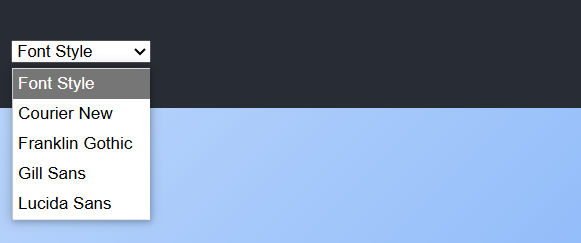 Font Style
Font Style
Courier New
Franklin Gothic
Gill Sans
Lucida Sans